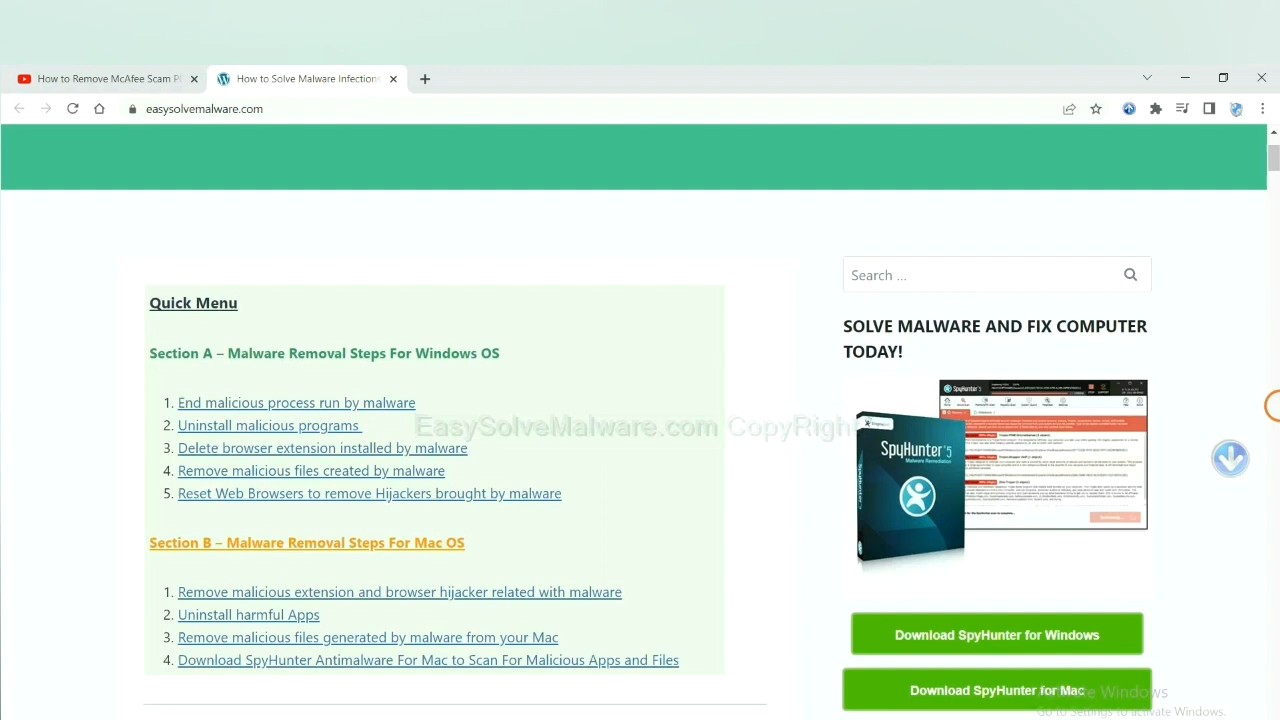 How to Remove McAfee Scam P
How to Solve Malware Infection
easysolvemalware.com
Quick Menu
Section A – Malware Removal Steps For Windows OS
1. End malicious process run by malware
2. Uninstall malicious programs
3. Delete browser extension installed by malware
4. Remove malicious files created by malware
5. Reset Web Browser to Remove Hijackers brought by malware
Section B – Malware Removal Steps For Mac OS
1. Remove malicious extension and browser hijacker related with malware
2. Uninstall harmful Apps
3. Remove malicious files generated by malware from your Mac
4. Download SpyHunter Antimalware For Mac to Scan For Malicious Apps and Files
EasySolveMalware.com CopyRigh
Search ...
SOLVE MALWARE AND FIX COMPUTER
TODAY!
SpyHunter 5
SpyHunter 5
Malware Remediation
Download SpyHunter for Windows
Download SpyHunter for Mac
Activate Windows
Go to Settings to activate Windows.